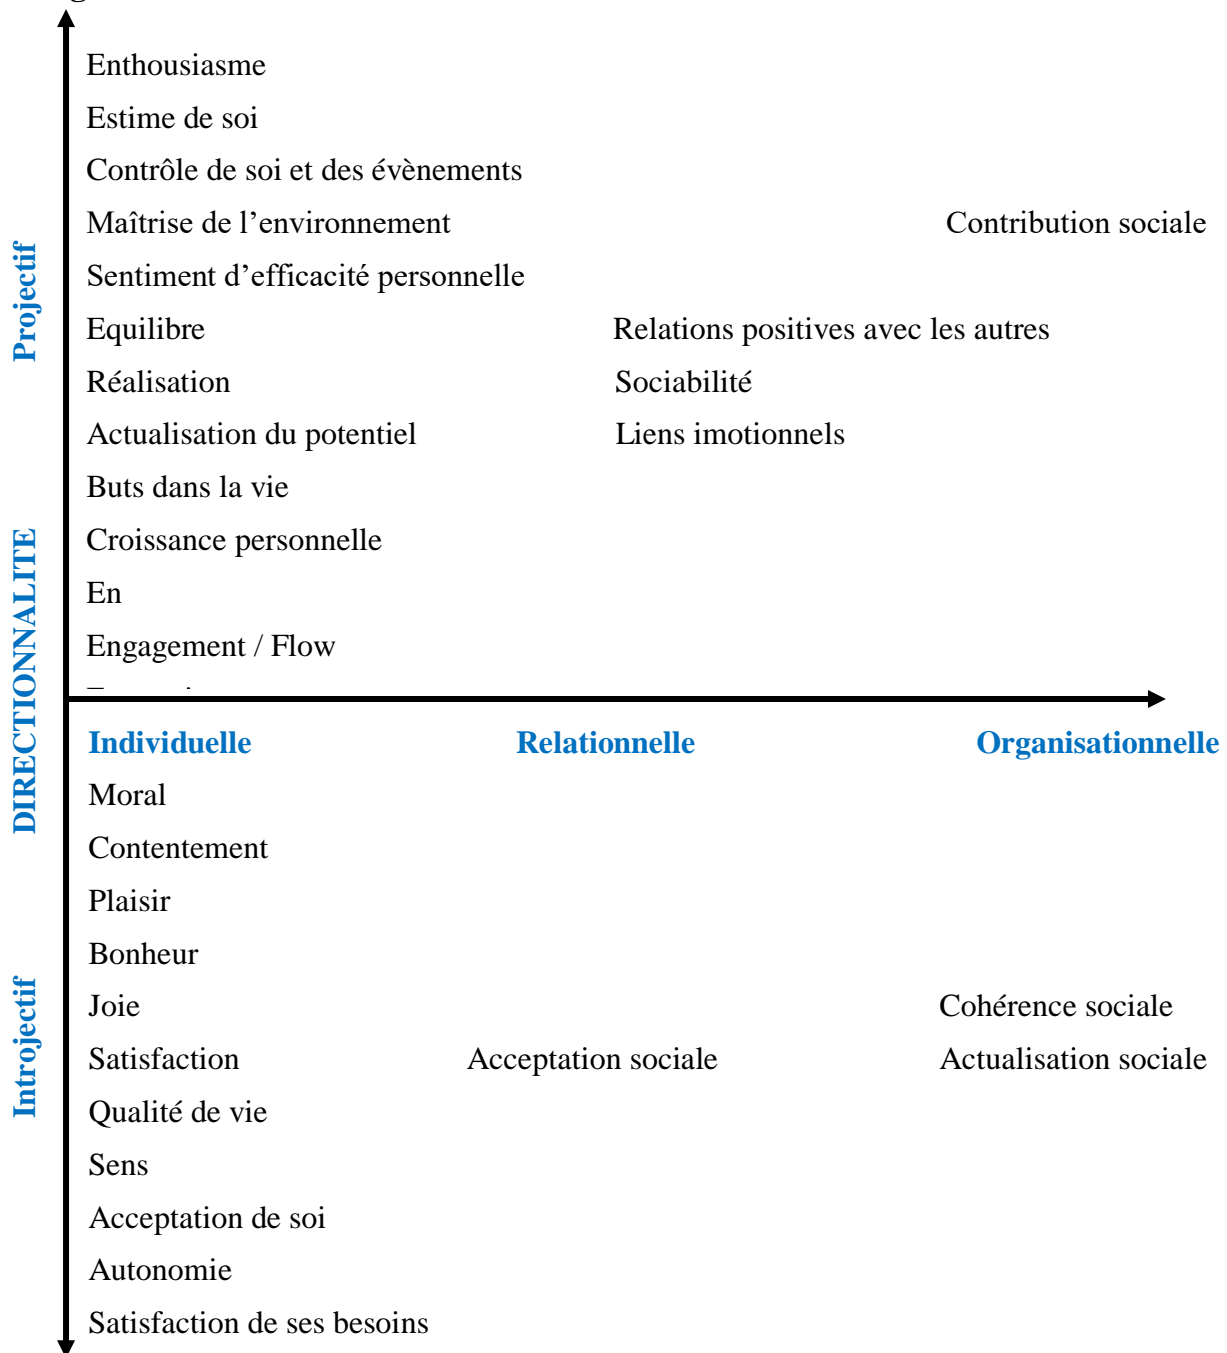 Enthousiasme
Estime de soi
Contrôle de soi et des évènements
Maîtrise de l’environnement Contribution sociale
Sentiment d’efficacité personnelle
Equilibre Relations positives avec les autres
Réalisation Sociabilité
Actualisation du potentiel Liens imotionnels
Buts dans la vie
Croissance personnelle
En
Engagement / Flow
Projectif
DIRECTIONNALITE
Introjectif
Individuelle Relationnelle Organisationnelle
Moral
Contentement
Plaisir
Bonheur
Joie Cohérence sociale
Satisfaction Acceptation sociale Actualisation sociale
Qualité de vie
Sens
Acceptation de soi
Autonomie
Satisfaction de ses besoins